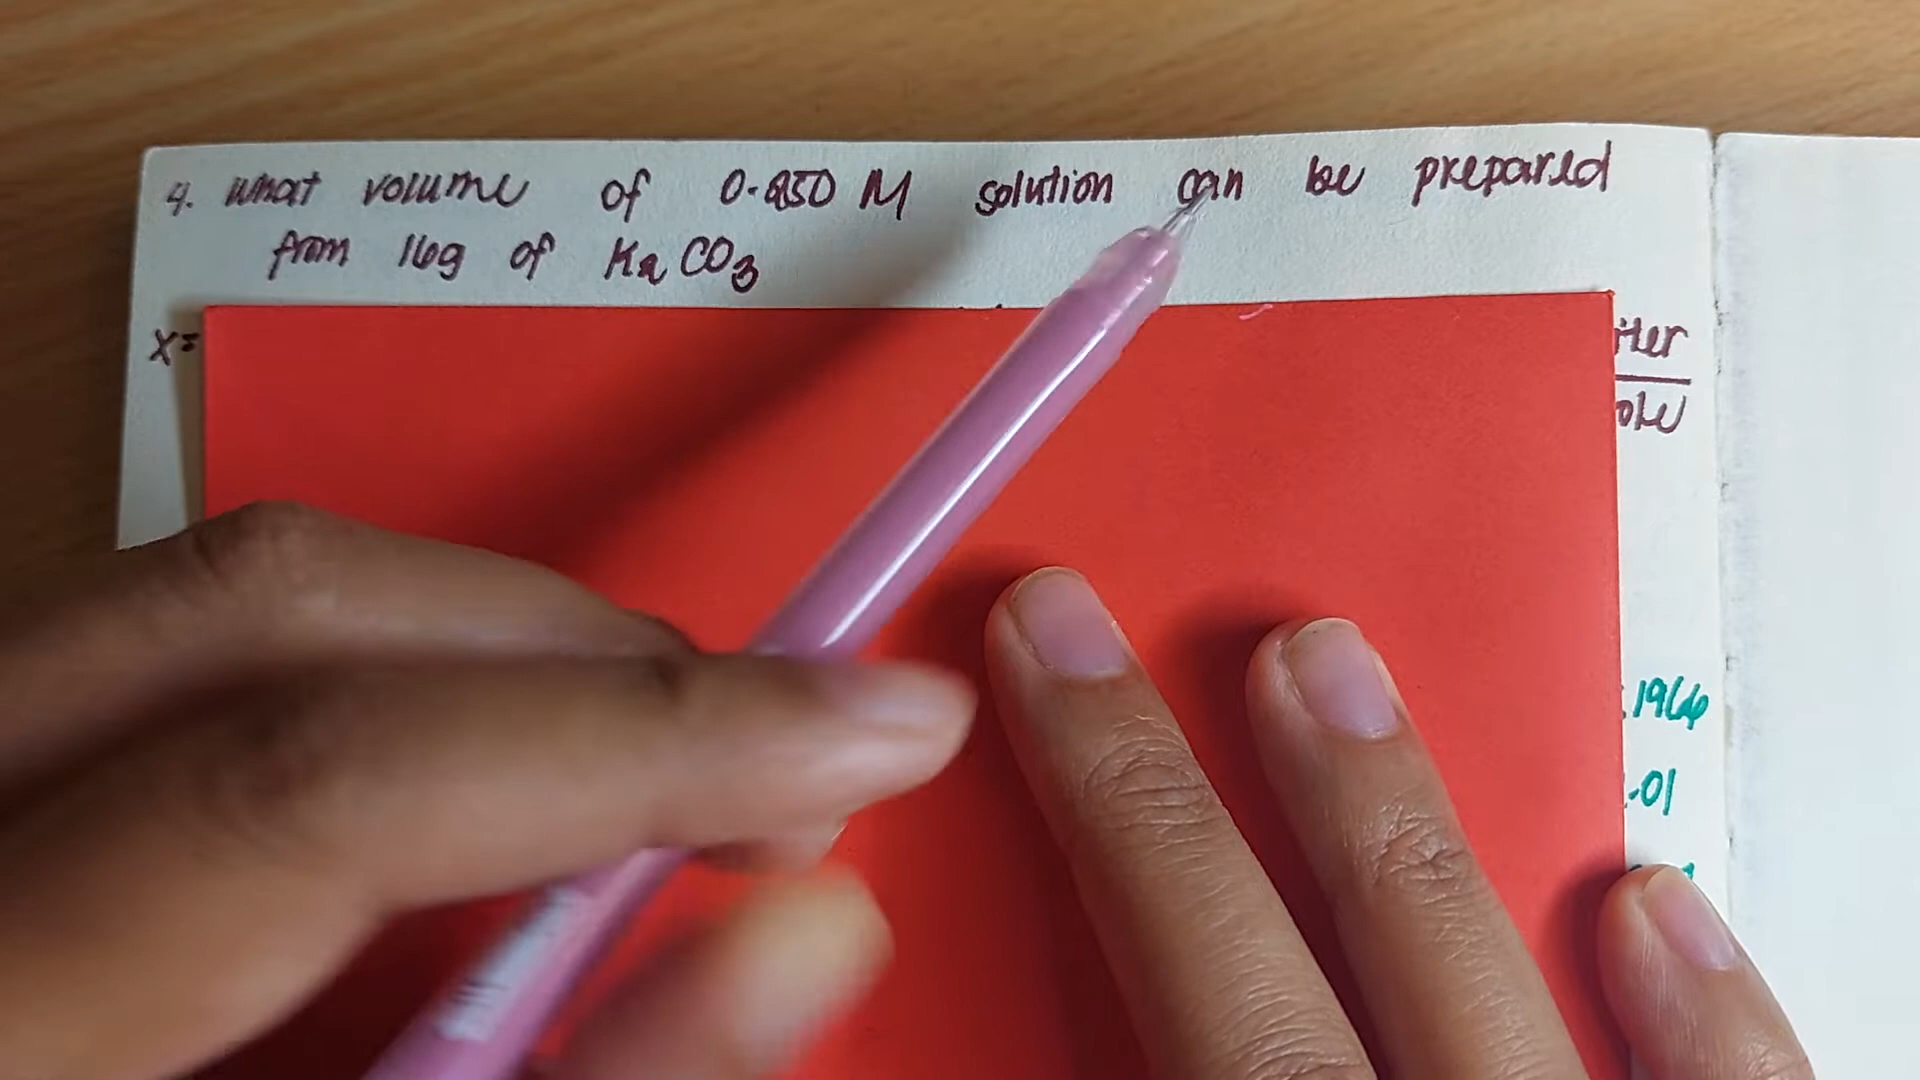 4. What volume of 0.250 M solution can be prepared
from 16g of K2CO3
X=
iter
ole
.1966
.01